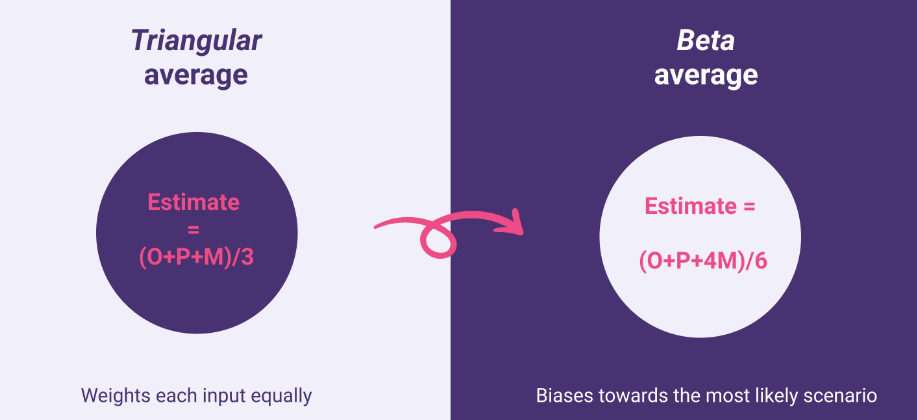 Triangular
average
Estimate
=
(O+P+M)/3
Weights each input equally
Beta
average
Estimate =
(O+P+4M)/6
Biases towards the most likely scenario